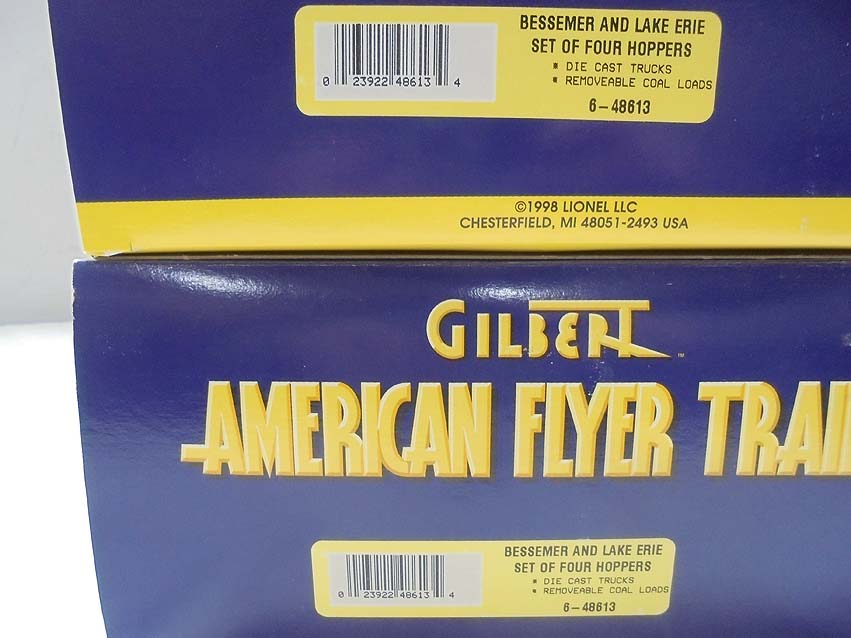 BESSEMER AND LAKE ERIE
SET OF FOUR HOPPERS
* DIE CAST TRUCKS
* REMOVEABLE COAL LOADS
6-48613
0 23922 48613 4
©1998 LIONEL LLC
CHESTERFIELD, MI 48051-2493 USA
GILBERT™
AMERICAN FLYER TRAI
BESSEMER AND LAKE ERIE
SET OF FOUR HOPPERS
* DIE CAST TRUCKS
* REMOVEABLE COAL LOADS
6-48613
0 23922 48613 4